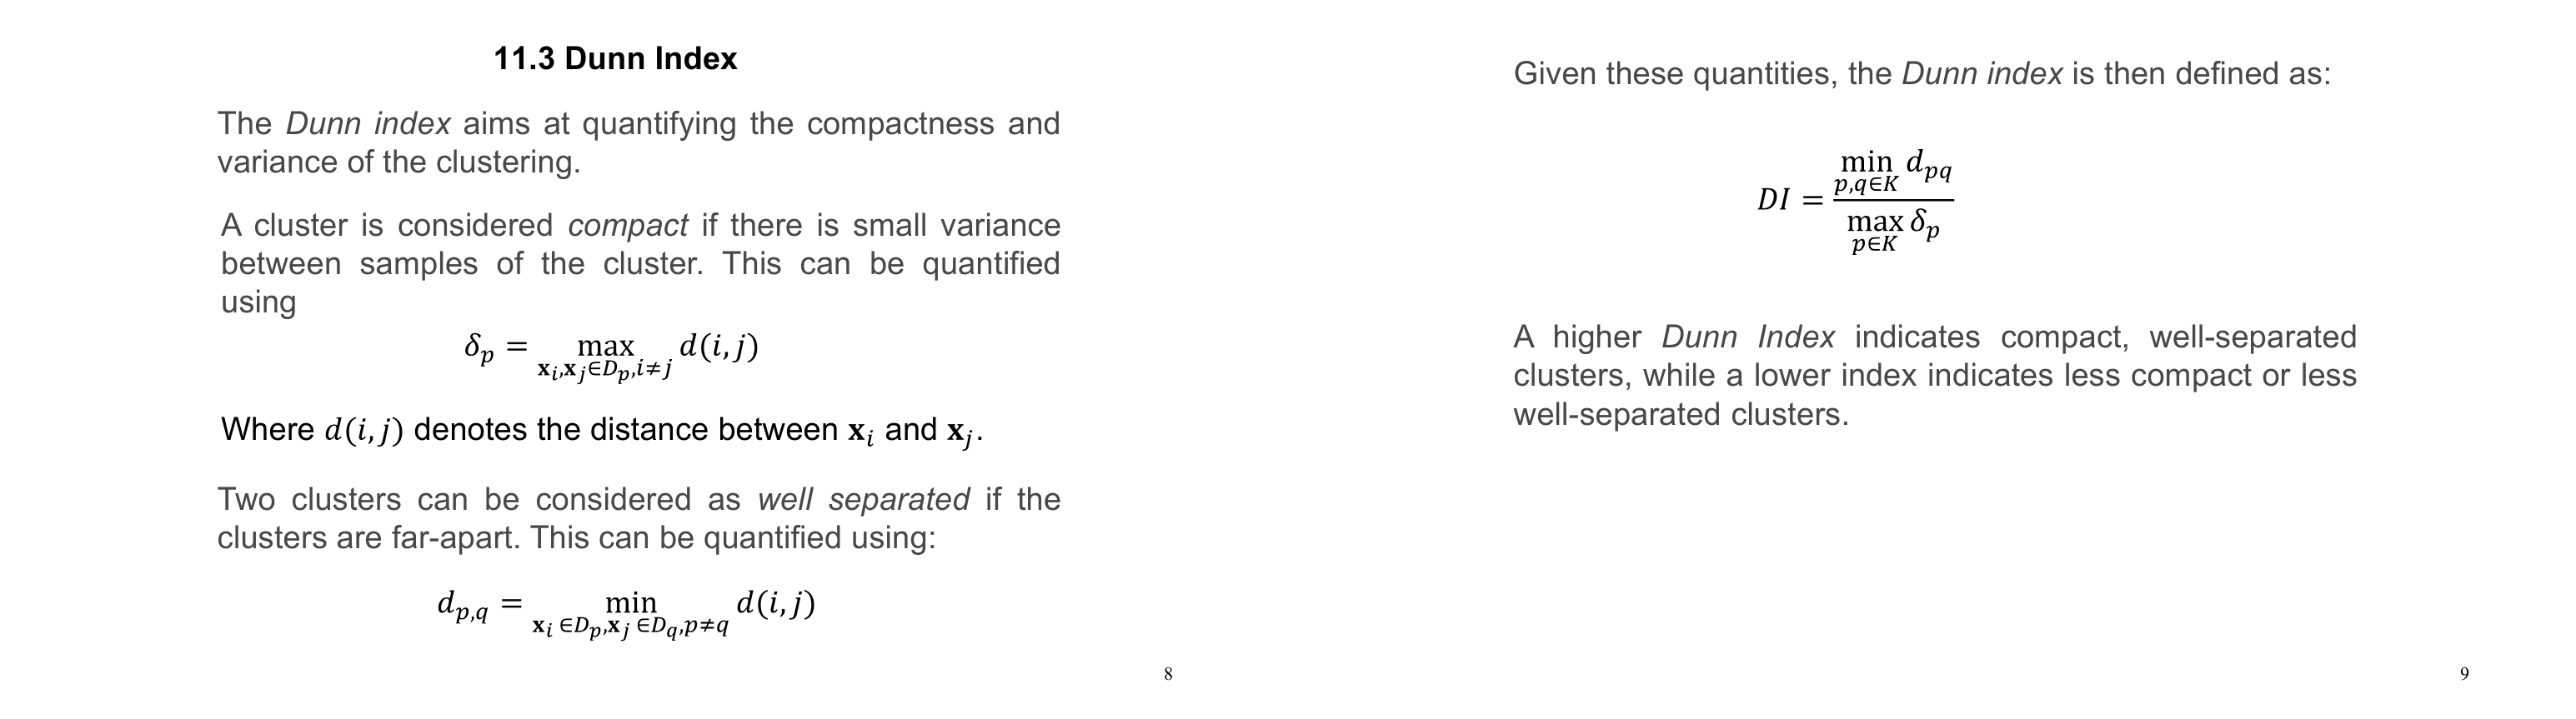 11.3 Dunn Index
The Dunn index aims at quantifying the compactness and
variance of the clustering.
A cluster is considered compact if there is small variance
between samples of the cluster. This can be quantified
using
δ_p = max_{𝐱_i,𝐱_j∈D_p,i≠j} d(i,j)
Where d(i,j) denotes the distance between 𝐱_i and 𝐱_j.
Two clusters can be considered as well separated if the
clusters are far-apart. This can be quantified using:
d_{p,q} = min_{𝐱_i∈D_p,𝐱_j∈D_q,p≠q} d(i,j)
8
Given these quantities, the Dunn index is then defined as:
DI = \frac{min_{p,q∈K} d_{pq}}{max_{p∈K} δ_p}
A higher Dunn Index indicates compact, well-separated
clusters, while a lower index indicates less compact or less
well-separated clusters.
9